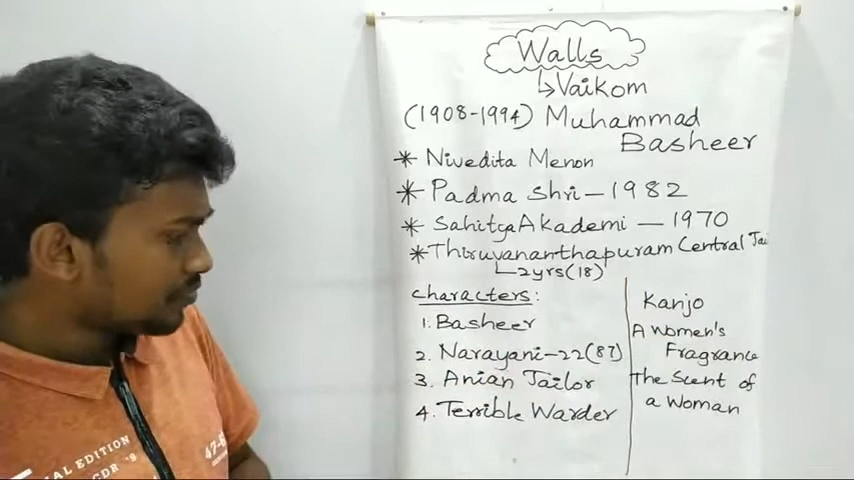 Walls
Vaikom
(1908-1994) Muhammad
Basheer
* Nivedita Menon
* Padma Shri - 1982
* Sahitya Akademi - 1970
* Thiruvananthapuram Central Jai
2yrs (18)
Characters:
1. Basheer
2. Narayani-22 (87)
3. Anian Jailor
4. Terrible Warder
Kanjo
A Women's
Fragrance
The Scent of
a Woman
AL EDITION